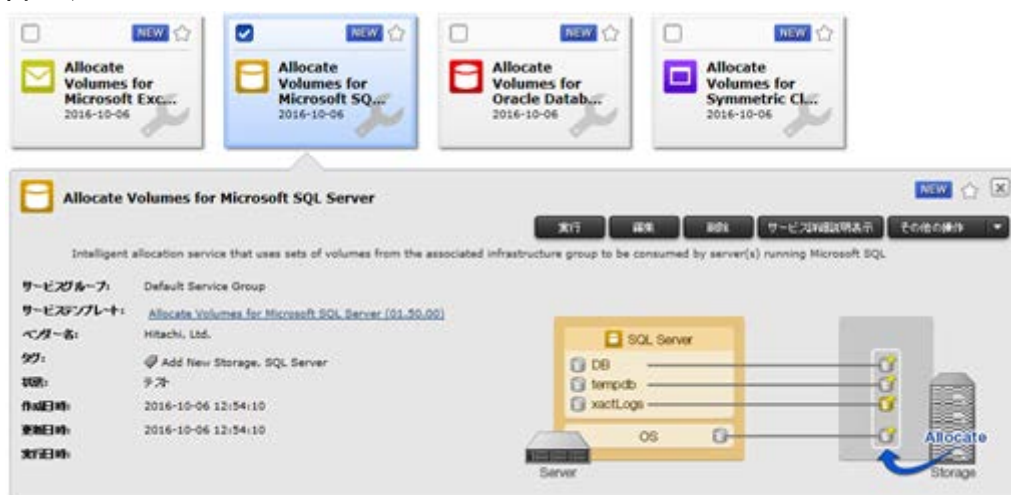 NEW
Allocate
Volumes for
Microsoft Exc...
2016-10-06
NEW
Allocate
Volumes for
Microsoft SQ...
2016-10-06
NEW
Allocate
Volumes for
Oracle Datab...
2016-10-06
NEW
Allocate
Volumes for
Symmetric Cl...
2016-10-06
Allocate Volumes for Microsoft SQL Server
NEW
実行 編集 削除 サービス詳細説明表示 その他の操作
Intelligent allocation service that uses sets of volumes from the associated infrastructure group to be consumed by server(s) running Microsoft SQL
サービスグループ: Default Service Group
サービステンプレート: Allocate Volumes for Microsoft SQL Server (01.50.00)
ベンダー名: Hitachi, Ltd.
タグ: Add New Storage, SQL Server
状態: テスト
作成日時: 2016-10-06 12:54:10
更新日時: 2016-10-06 12:54:10
実行日時:
SQL Server
DB
tempdb
xactLogs
OS
Allocate
Server
Storage